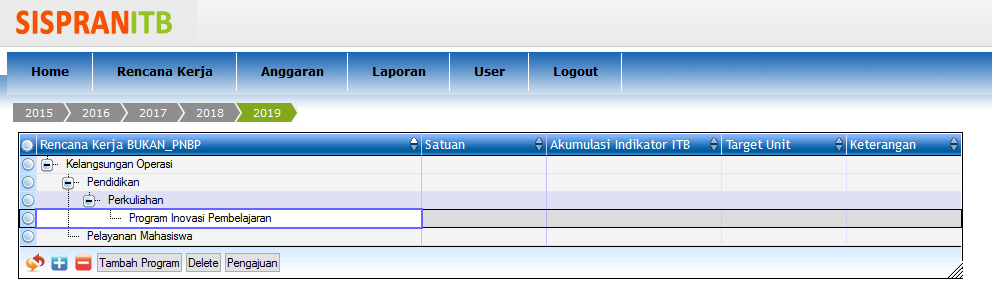 SISPRANITB
Home Rencana Kerja Anggaran Laporan User Logout
2015 2016 2017 2018 2019
Rencana Kerja BUKAN_PNBP Satuan Akumulasi Indikator ITB Target Unit Keterangan
Kelangsungan Operasi
Pendidikan
Perkuliahan
Program Inovasi Pembelajaran
Pelayanan Mahasiswa
Tambah Program Delete Pengajuan